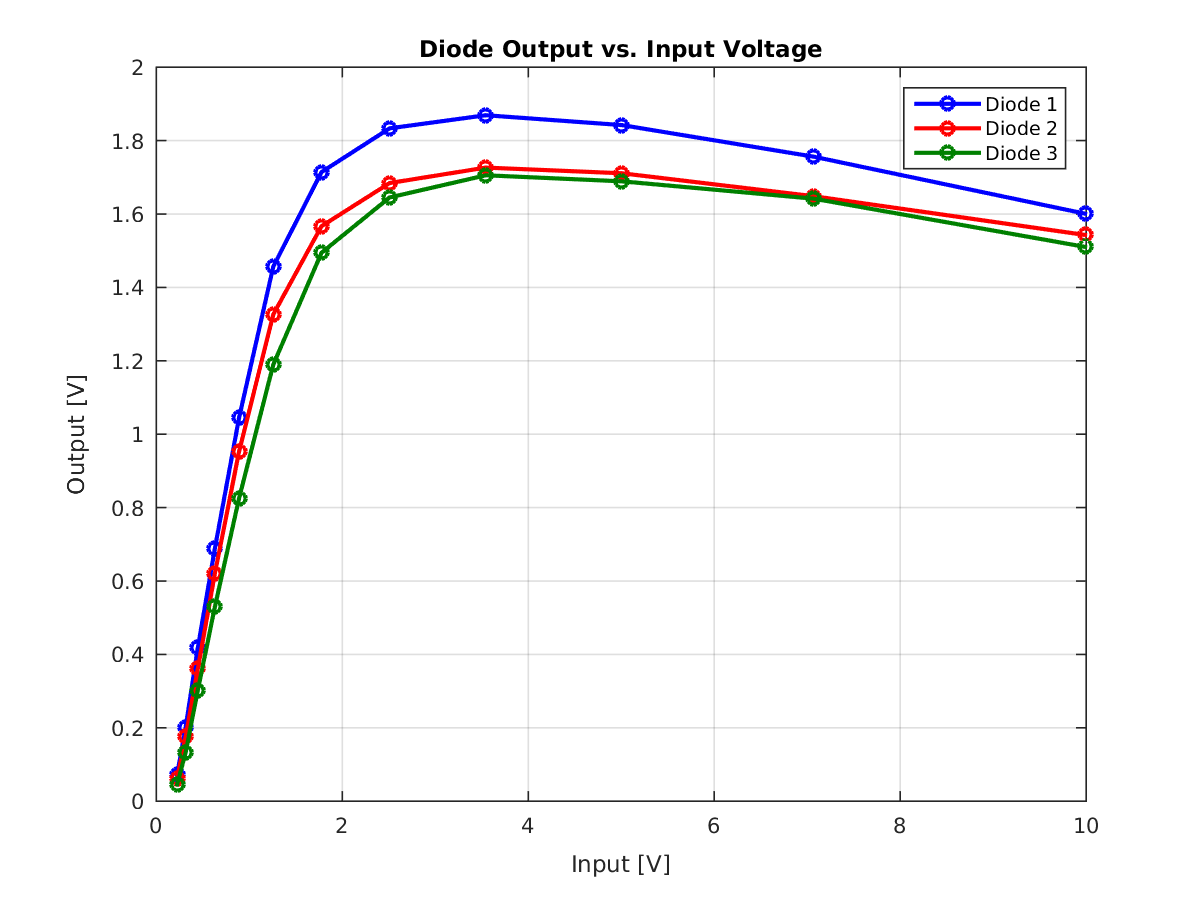 Diode Output vs. Input Voltage
Diode 1
Diode 2
Diode 3
2
1.8
1.6
1.4
1.2
1
0.8
0.6
0.4
0.2
0
Output [V]
0 2 4 6 8 10
Input [V]